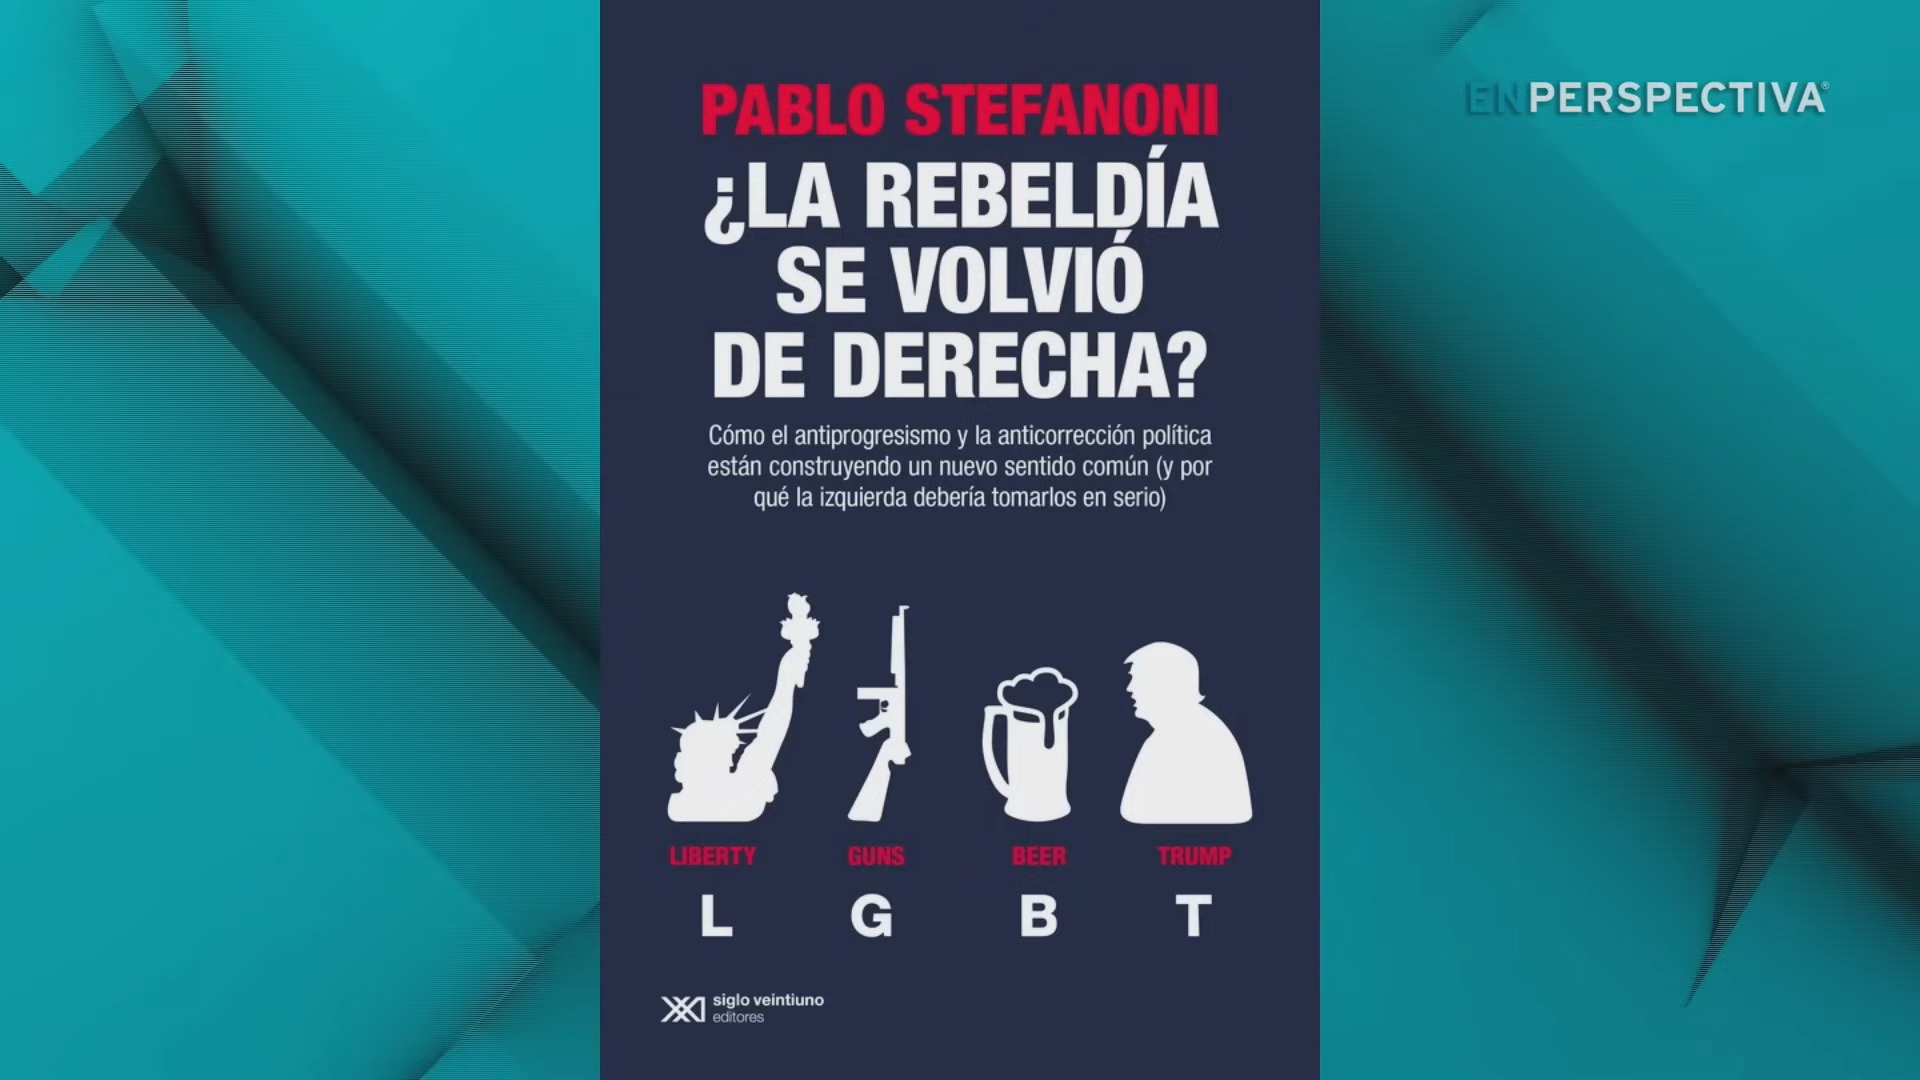 ENPERSPECTIVA®
PABLO STEFANONI
¿LA REBELDÍA
SE VOLVIÓ
DE DERECHA?
Cómo el antiprogresismo y la anticorrección política
están construyendo un nuevo sentido común (y por
qué la izquierda debería tomarlos en serio)
LIBERTY GUNS BEER TRUMP
L G B T
siglo veintiuno
editores